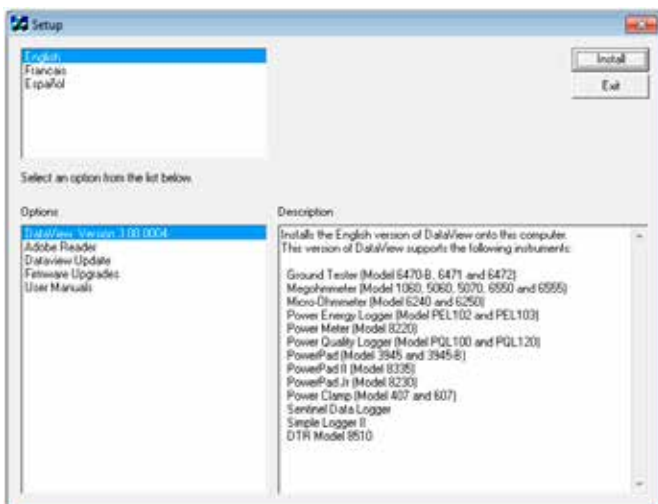 Setup
English
Francais
Español
Install
Exit
Select an option from the list below.
Options
DataView Version 3.00.0004
Adobe Reader
Dataview Update
Firmware Upgrades
User Manuals
Description
Installs the English version of DataView onto this computer.
This version of DataView supports the following instruments:
Ground Tester (Model 6470-B, 6471 and 6472)
Megohmmeter (Model 1060, 5060, 5070, 6550 and 6555)
Micro-Ohmmeter (Model 6240 and 6250)
Power Energy Logger (Model PEL102 and PEL103)
Power Meter (Model 8220)
Power Quality Logger (Model PQL100 and PQL120)
PowerPad (Model 3945 and 3945-B)
PowerPad II (Model 8335)
PowerPad Jr (Model 8230)
Power Clamp (Model 407 and 607)
Sentinel Data Logger
Simple Logger II
DTR Model 8510